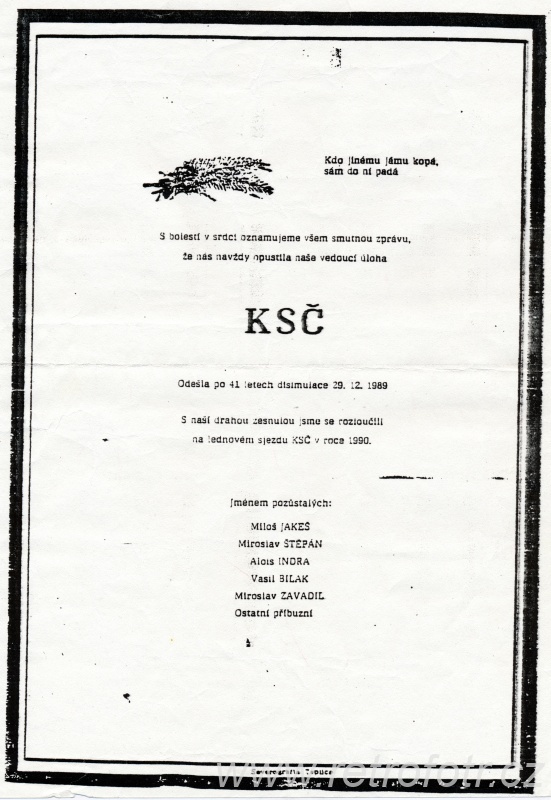 Kdo jinému jámu kopá,
sám do ní padá
S bolestí v srdci oznamujeme všem smutnou zprávu,
že nás navždy opustila naše vedoucí úloha
KSČ
Odešla po 41 letech disimulace 29. 12. 1989
S naší drahou zesnulou jsme se rozloučili
na lednovém sjezdu KSČ v roce 1990.
Jménem pozůstalých:
Miloš JAKEŠ
Miroslav ŠTĚPÁN
Alois INDRA
Vasil BILAK
Miroslav ZAVADIL
Ostatní příbuzní
Severografia
www.retrofotr.cz